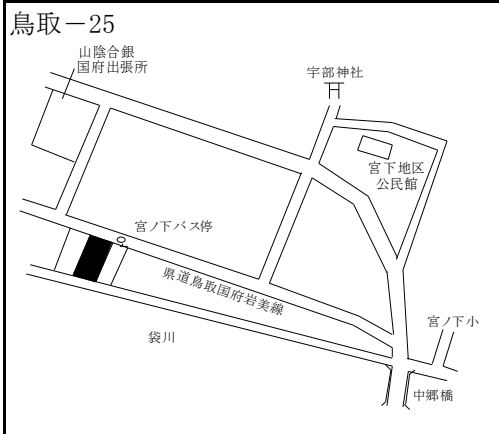 鳥取－25
山陰合銀
国府出張所
宇部神社
宮下地区
公民館
宮ノ下バス停
県道鳥取国府岩美線
宮ノ下小
袋川
中郷橋